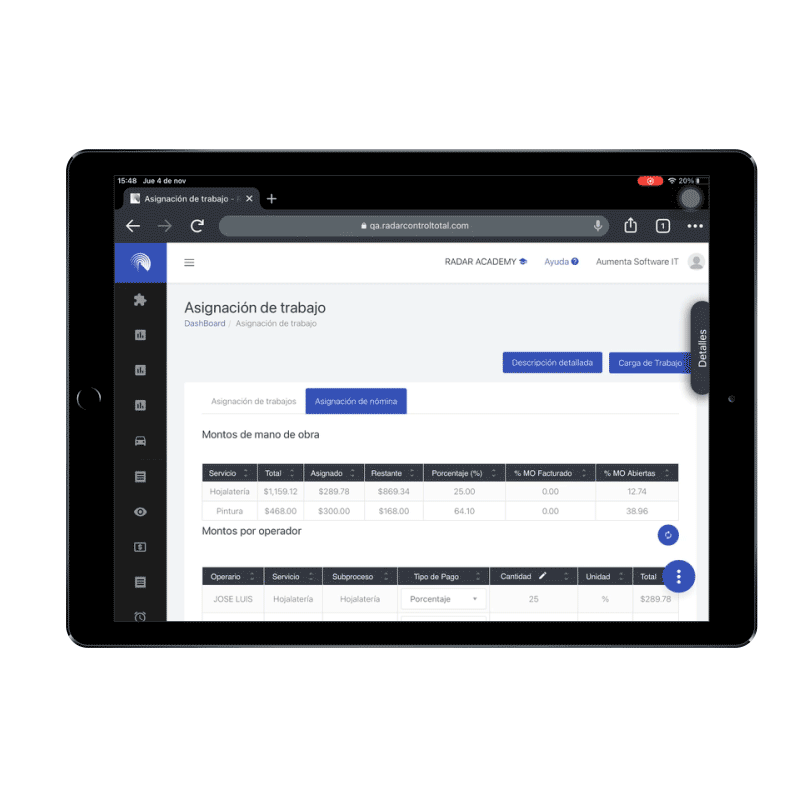 15:48 Jue 4 de nov 20%
Asignación de trabajo -
qa.radarcontroltotal.com 1
RADAR ACADEMY Ayuda ? Aumenta Software IT
Asignación de trabajo
DashBoard / Asignación de trabajo
Detalles
Descripción detallada Carga de Trabajo
Asignación de trabajos Asignación de nómina
Montos de mano de obra
Servicio Total Asignado Restante Porcentaje (%) % MO Facturado % MO Abiertas
Hojalatería $1,159.12 $289.78 $869.34 25.00 0.00 12.74
Pintura $468.00 $300.00 $168.00 64.10 0.00 38.96
Montos por operador
Operario Servicio Subproceso Tipo de Pago Cantidad Unidad Total
JOSE LUIS Hojalatería Hojalatería Porcentaje 25 % $289.78